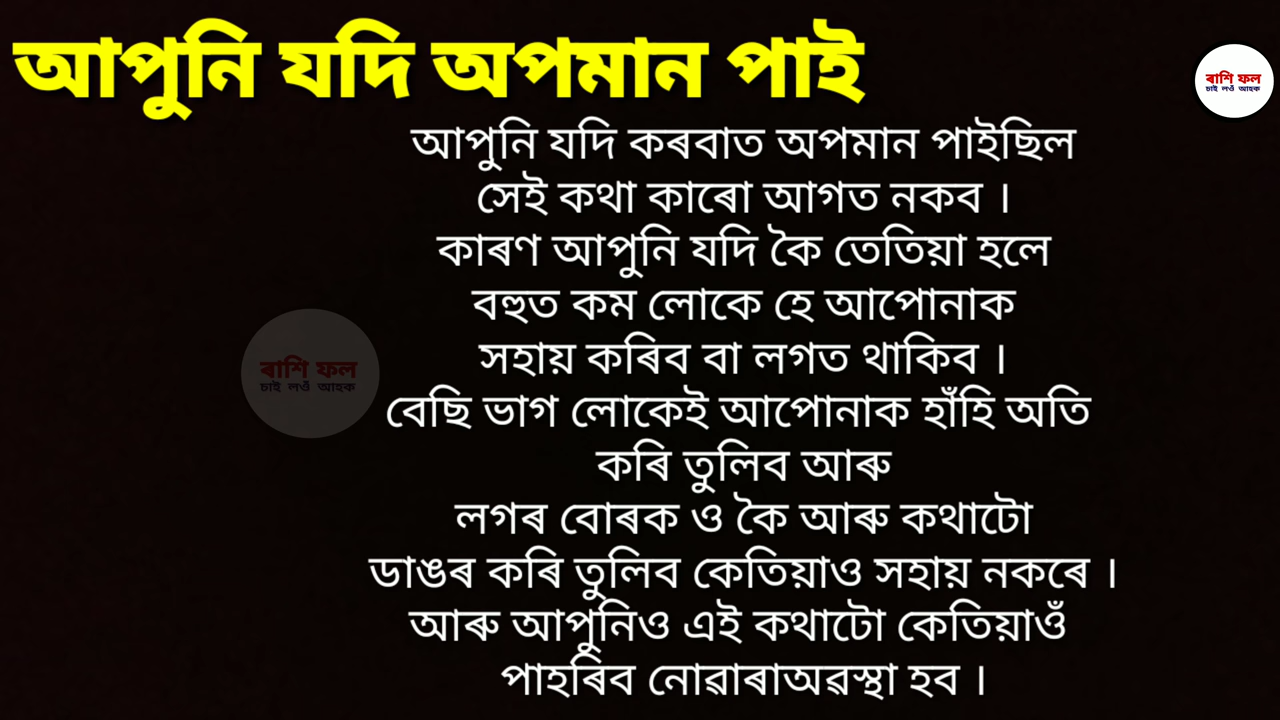 আপুনি যদি অপমান পাই
ৰাশি ফল
চাই লওঁ আহক
আপুনি যদি কৰবাত অপমান পাইছিল
সেই কথা কাৰো আগত নকব ।
কাৰণ আপুনি যদি কৈ তেতিয়া হলে
বহুত কম লোকে হে আপোনাক
সহায় কৰিব বা লগত থাকিব ।
ৰাশি ফল
চাই লওঁ আহক
বেছি ভাগ লোকেই আপোনাক হাঁহি অতি
কৰি তুলিব আৰু
লগৰ বোৰক ও কৈ আৰু কথাটো
ডাঙৰ কৰি তুলিব কেতিয়াও সহায় নকৰে ।
আৰু আপুনিও এই কথাটো কেতিয়াওঁ
পাহৰিব নোৱাৰাঅৱস্থা হব ।